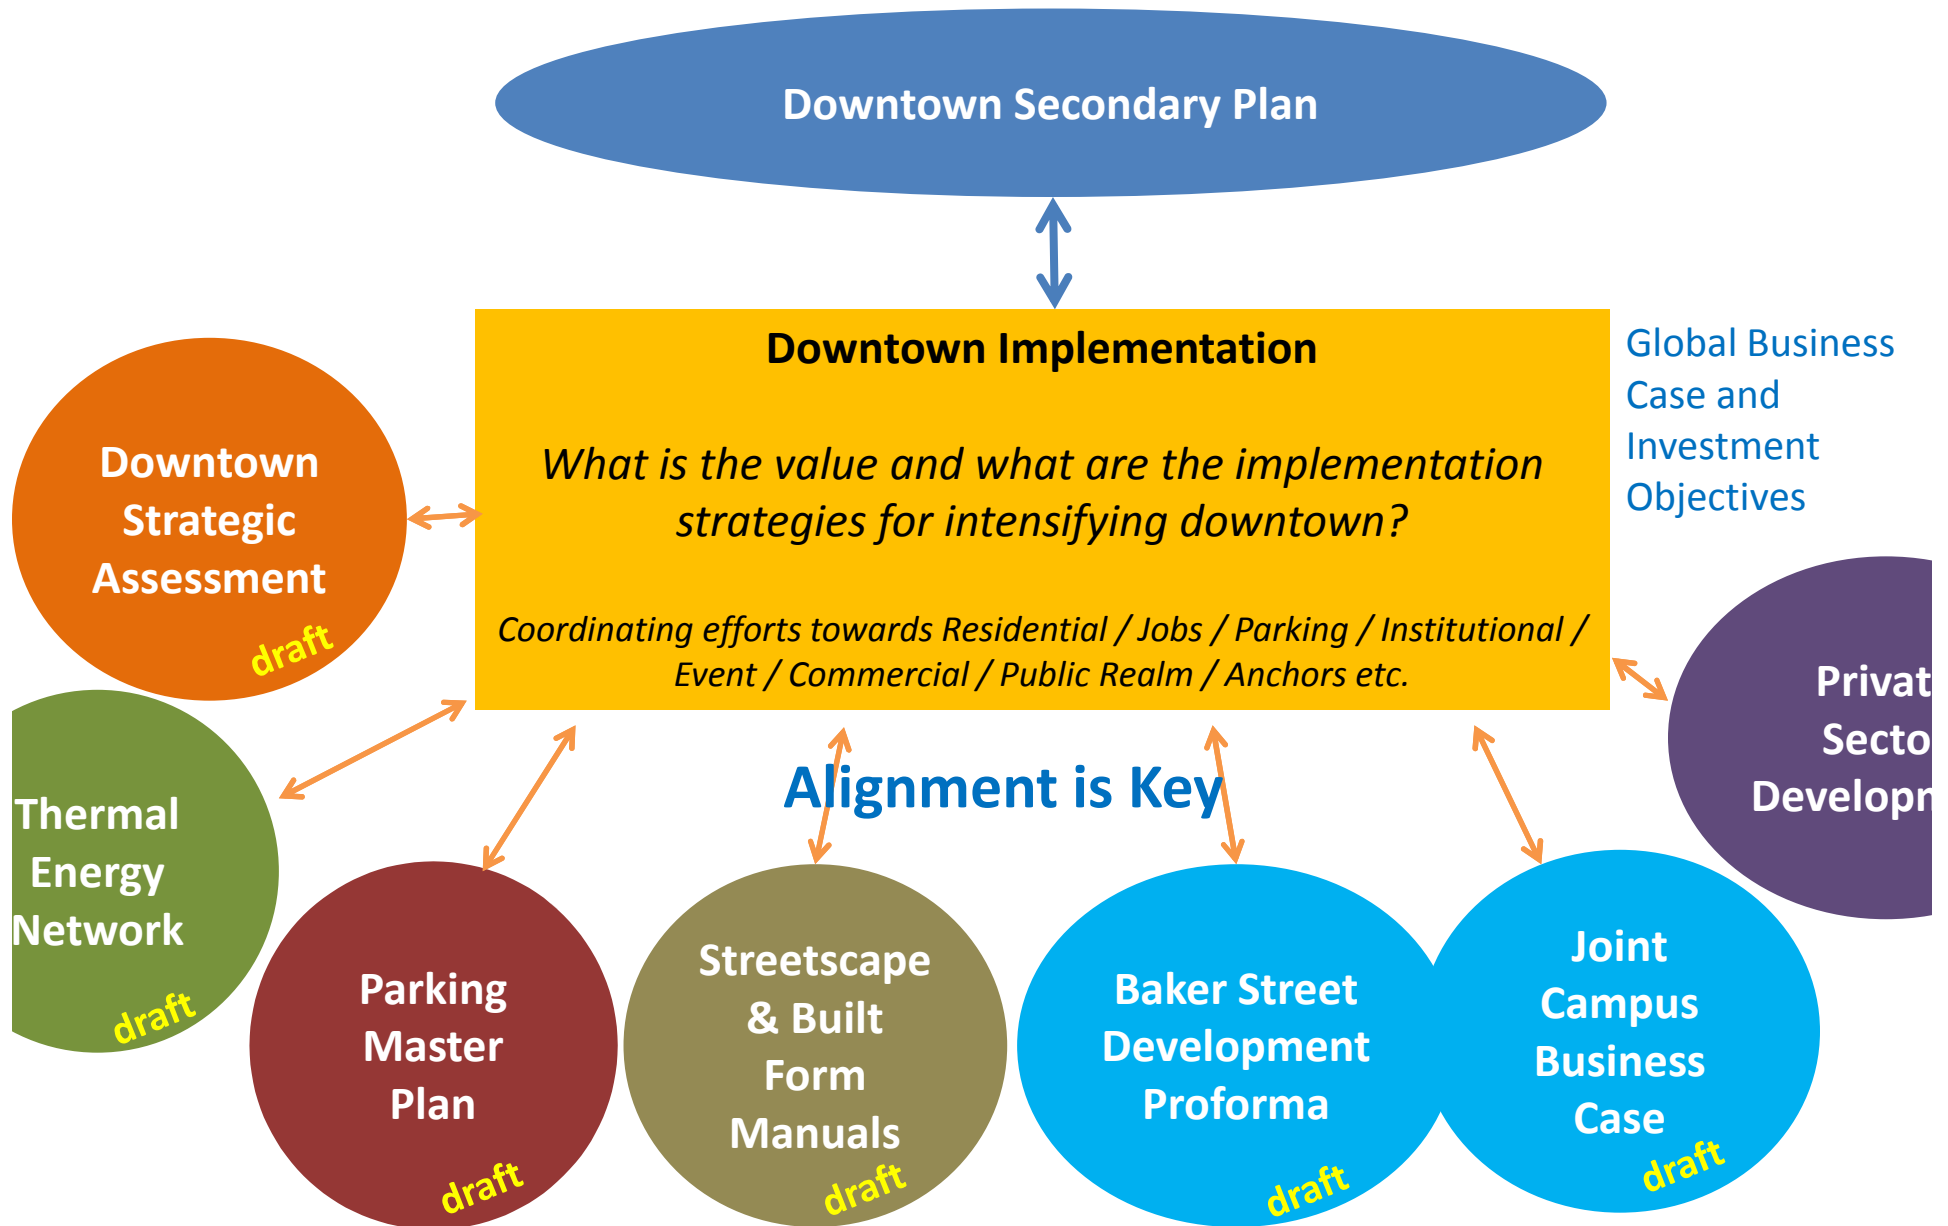 Downtown Secondary Plan
Downtown Implementation
What is the value and what are the implementation
strategies for intensifying downtown?
Coordinating efforts towards Residential / Jobs / Parking / Institutional /
Event / Commercial / Public Realm / Anchors etc.
Global Business
Case and
Investment
Objectives
Downtown
Strategic
Assessment
draft
Thermal
Energy
Network
draft
Alignment is Key
Parking
Master
Plan
draft
Streetscape
& Built
Form
Manuals
draft
Baker Street
Development
Proforma
draft
Joint
Campus
Business
Case
draft
Privat
Secto
Developm